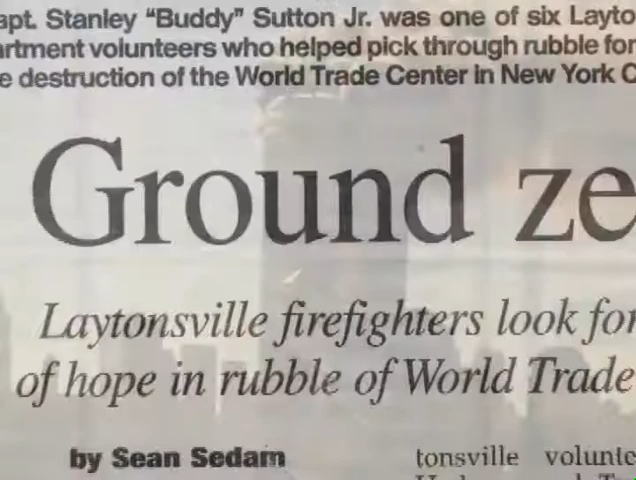 apt. Stanley “Buddy” Sutton Jr. was one of six Layto
artment volunteers who helped pick through rubble for
e destruction of the World Trade Center in New York C
Ground ze
Laytonsville firefighters look for
of hope in rubble of World Trade
by Sean Sedam
tonsville volunte